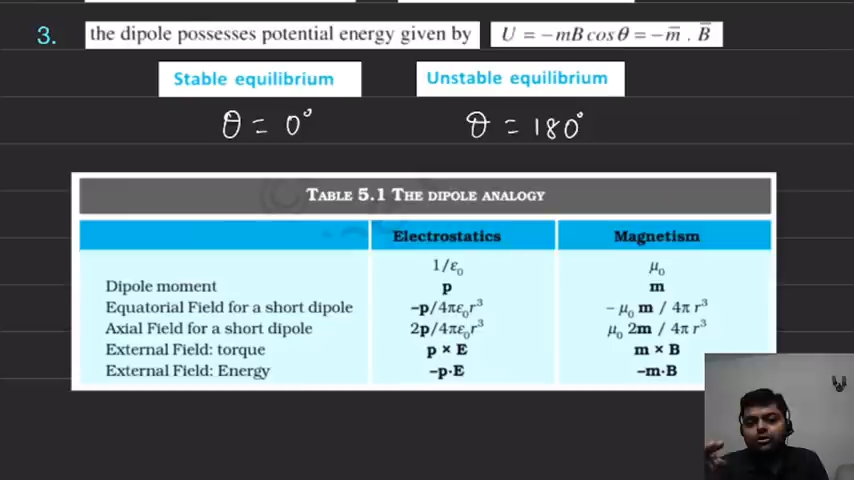 3. the dipole possesses potential energy given by U = −mB cos θ = −m̅ . B̅
Stable equilibrium Unstable equilibrium
θ = 0° θ = 180°
TABLE 5.1 THE DIPOLE ANALOGY
Electrostatics Magnetism
1/ε₀ μ₀
Dipole moment p m
Equatorial Field for a short dipole −p/4πε₀r³ − μ₀ m / 4π r³
Axial Field for a short dipole 2p/4πε₀r³ μ₀ 2m / 4π r³
External Field: torque p × E m × B
External Field: Energy −p·E −m·B